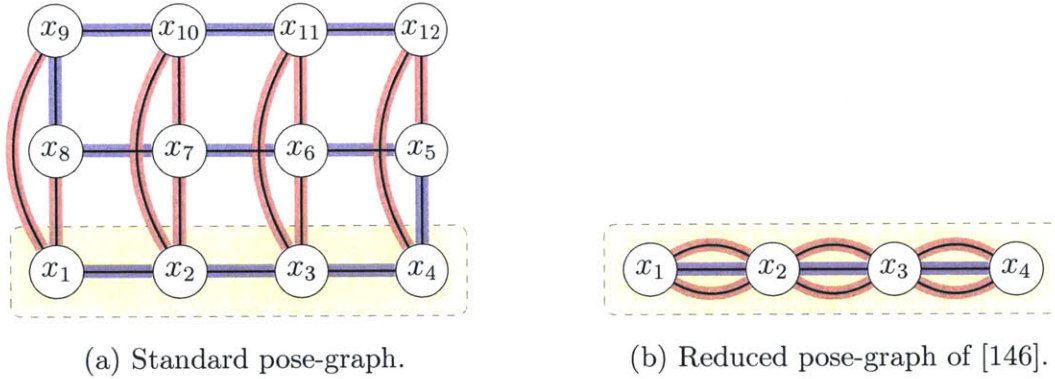 x9 x10 x11 x12
x8 x7 x6 x5
x1 x2 x3 x4
x1 x2 x3 x4
(a) Standard pose-graph.
(b) Reduced pose-graph of [146].